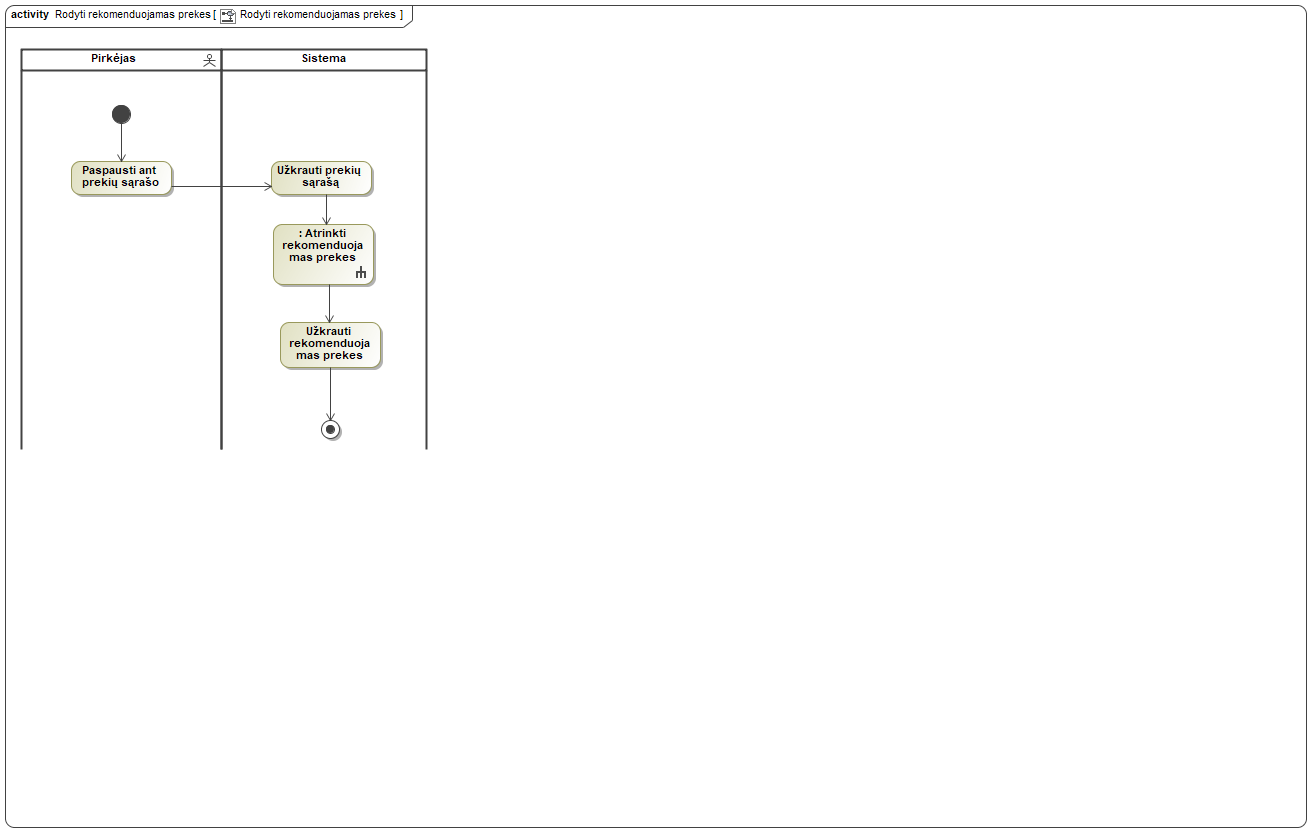 activity Rodyti rekomenduojamas prekes [ Rodyti rekomenduojamas prekes ]
Pirkėjas
Sistema
Paspausti ant
prekių sąrašo
Užkrauti prekių
sąrašą
: Atrinkti
rekomenduoja
mas prekes
Užkrauti
rekomenduoja
mas prekes